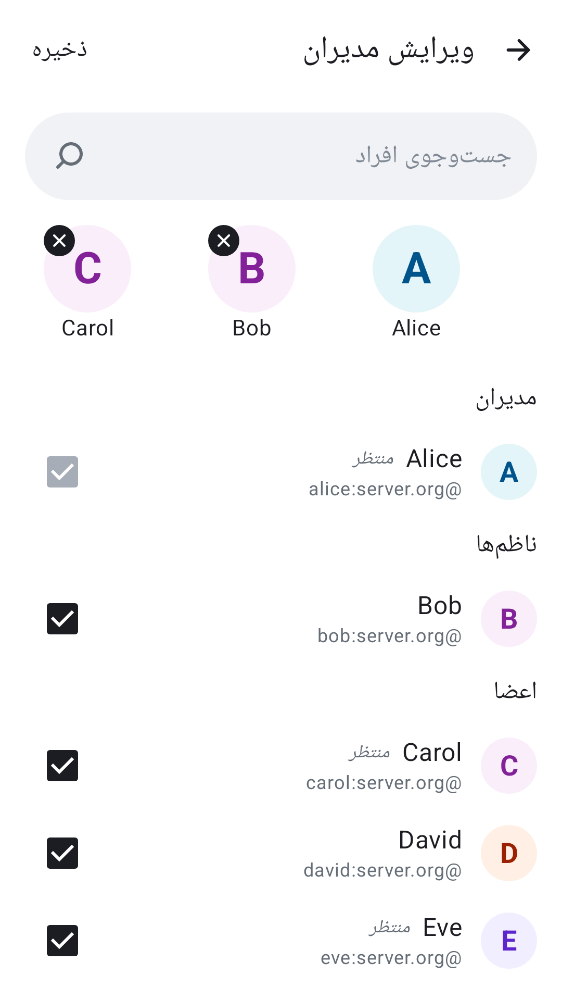 ویرایش مدیران
ذخیره
جست‌وجوی افراد
A
B
C
Alice
Bob
Carol
مدیران
A
Alice منتظر
@alice:server.org
ناظم‌ها
B
Bob
@bob:server.org
اعضا
C
Carol منتظر
@carol:server.org
D
David
@david:server.org
E
Eve منتظر
@eve:server.org